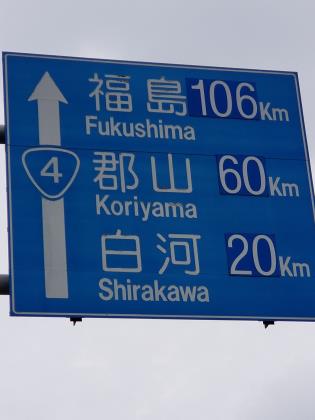 福島 106Km
Fukushima
4
郡山 60Km
Koriyama
白河 20Km
Shirakawa